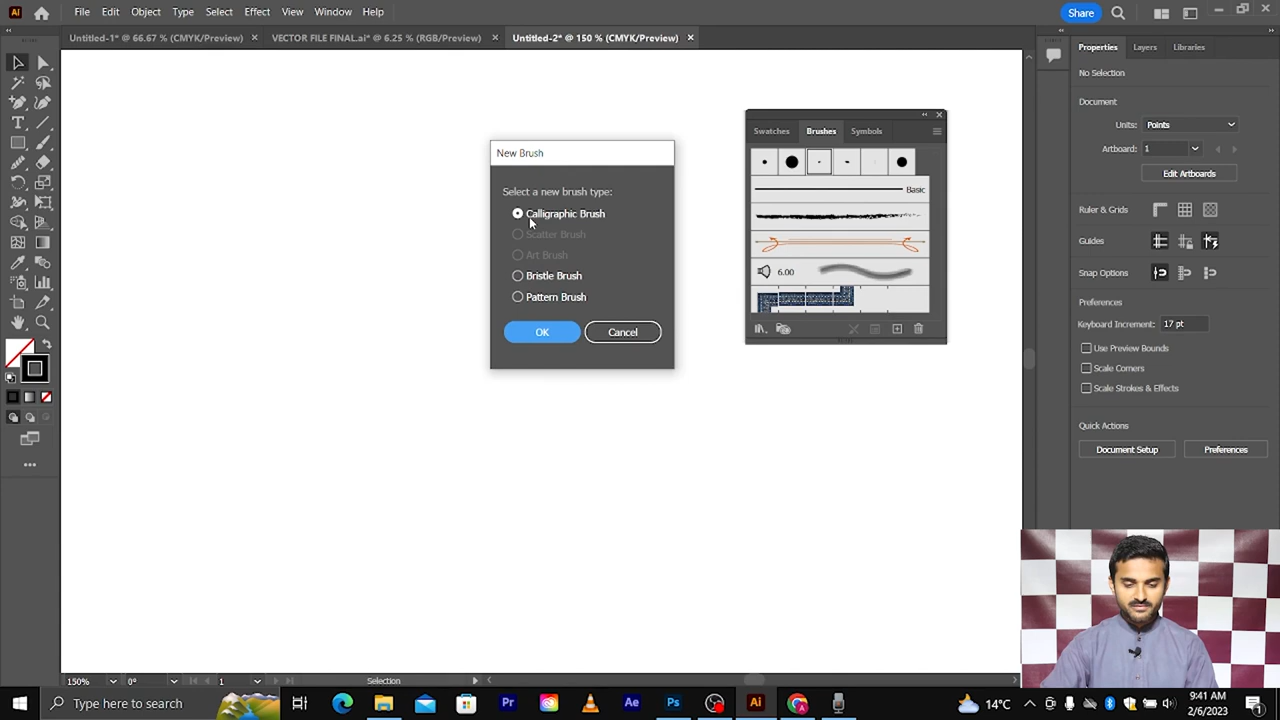 Ai File Edit Object Type Select Effect View Window Help Share
Untitled-1* @ 66.67 % (CMYK/Preview) × VECTOR FILE FINAL.ai* @ 6.25 % (RGB/Preview) × Untitled-2* @ 150 % (CMYK/Preview) ×
Properties Layers Libraries
No Selection
Document
Units: Points
Artboard: 1
Edit Artboards
Ruler & Grids
Guides
Snap Options
Preferences
Keyboard Increment: 17 pt
Use Preview Bounds
Scale Corners
Scale Strokes & Effects
Quick Actions
Document Setup Preferences
Swatches Brushes Symbols
Basic
6.00
New Brush
Select a new brush type:
Calligraphic Brush
Scatter Brush
Art Brush
Bristle Brush
Pattern Brush
OK Cancel
150% 0° 1 Selection
Type here to search
Pr Ae Ps Ai
14°C
9:41 AM
2/6/2023